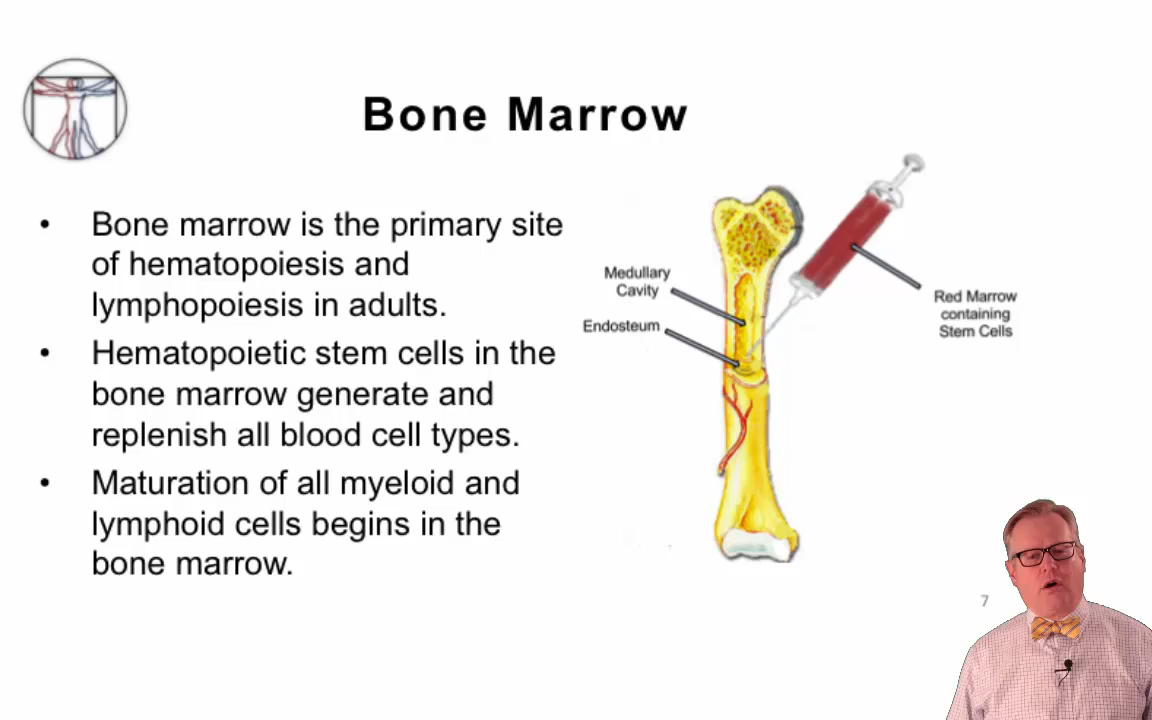 Bone Marrow
• Bone marrow is the primary site
of hematopoiesis and
lymphopoiesis in adults.
• Hematopoietic stem cells in the
bone marrow generate and
replenish all blood cell types.
• Maturation of all myeloid and
lymphoid cells begins in the
bone marrow.
Medullary
Cavity
Endosteum
Red Marrow
containing
Stem Cells
7